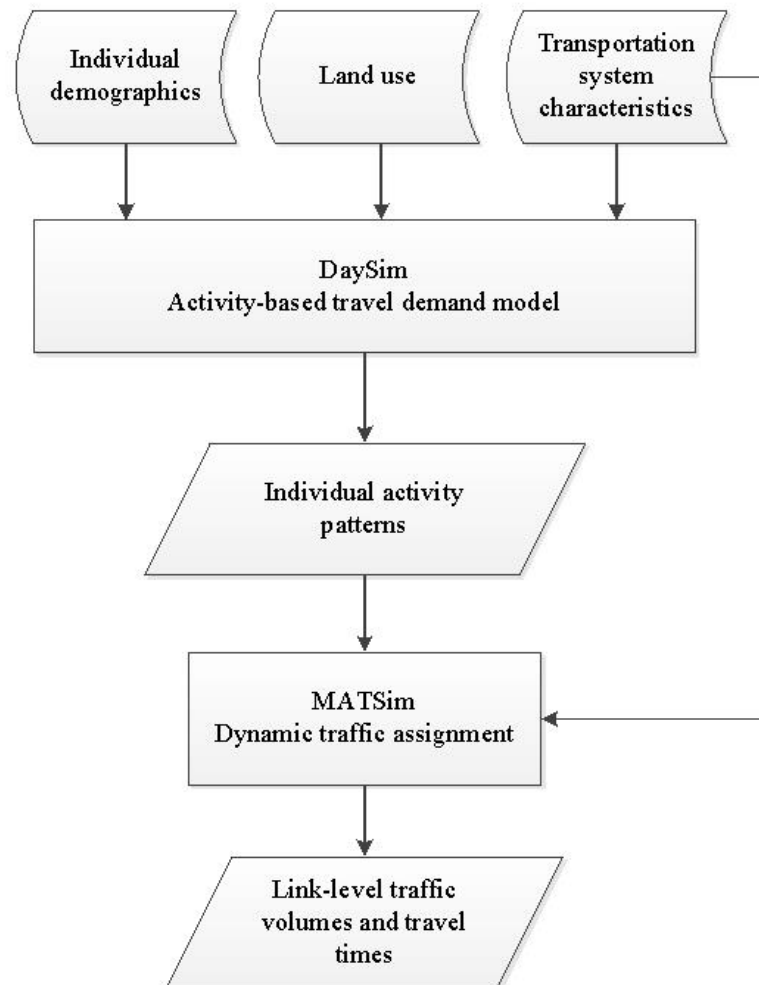 Individual
demographics
Land use
Transportation
system
characteristics
DaySim
Activity-based travel demand model
Individual activity
patterns
MATSim
Dynamic traffic assignment
Link-level traffic
volumes and travel
times